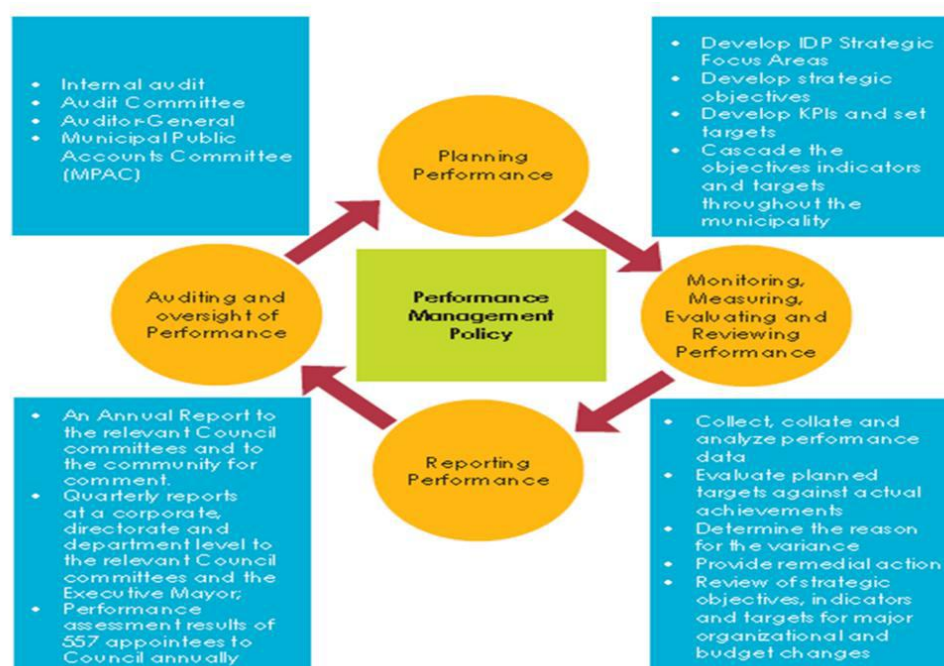 • Internal audit
• Audit Committee
• Auditor-General
• Municipal Public
Accounts Committee
(MPAC)
• Develop IDP Strategic
Focus Areas
• Develop strategic
objectives
• Develop KPIs and set
targets
• Cascade the
objectives indicators
and targets
throughout the
municipality
Planning
Performance
Auditing and
oversight of
Performance
Performance
Management
Policy
Monitoring,
Measuring,
Evaluating and
Reviewing
Performance
Reporting
Performance
• An Annual Report to
the relevant Council
committees and to
the community for
comment.
• Quarterly reports
at a corporate,
directorate and
department level to
the relevant Council
committees and the
Executive Mayor;
• Performance
assessment results of
S57 appointees to
Council annually
• Collect, collate and
analyze performance
data
• Evaluate planned
targets against actual
achievements
• Determine the reason
for the variance
• Provide remedial action
• Review of strategic
objectives, indicators
and targets for major
organizational and
budget changes